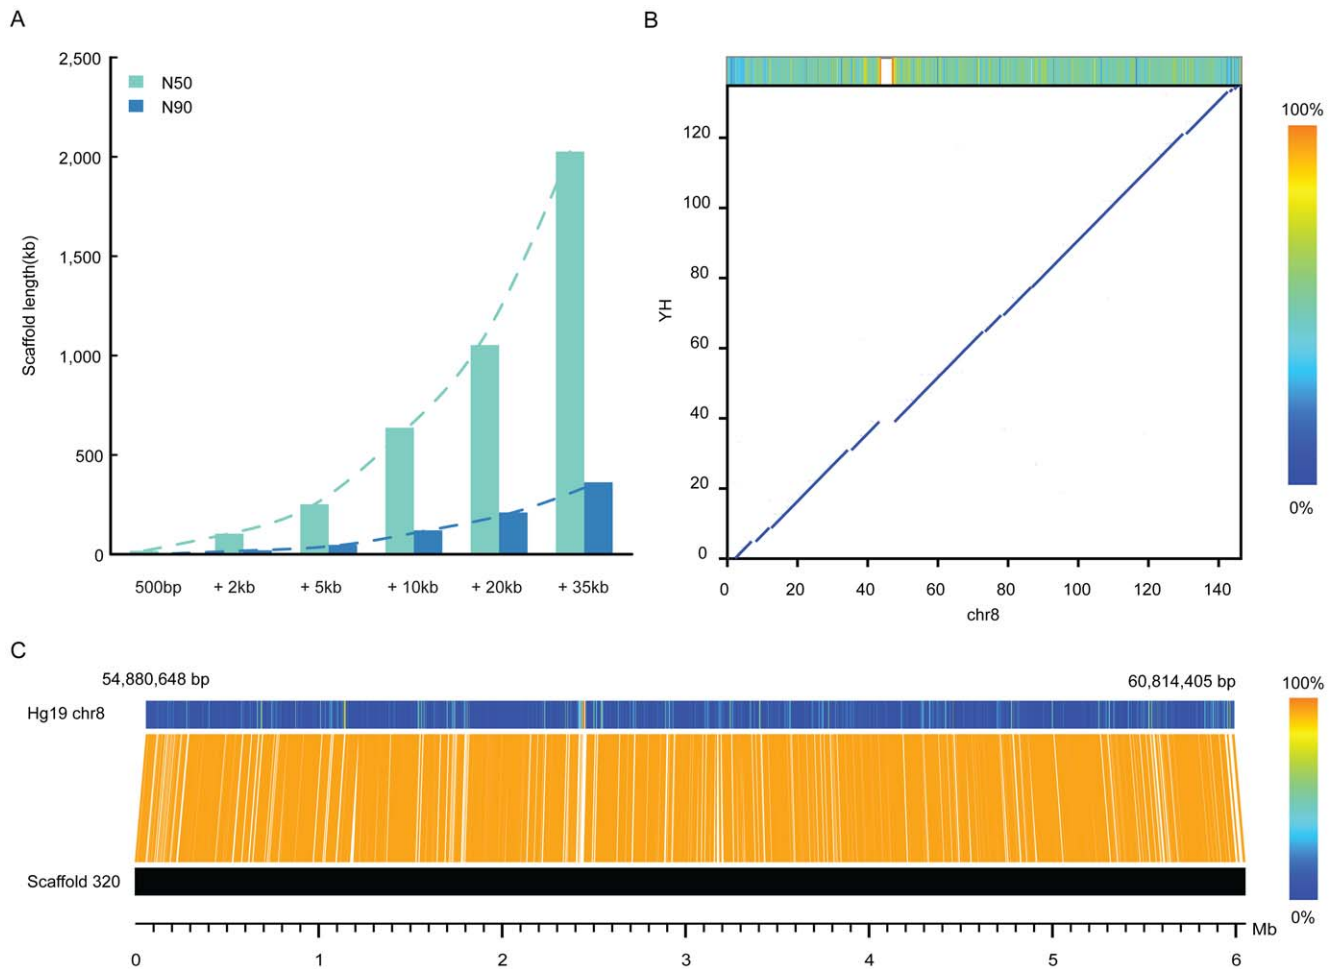 A
2,500
2,000
1,500
1,000
500
0
Scaffold length(kb)
N50
N90
500bp
+ 2kb
+ 5kb
+ 10kb
+ 20kb
+ 35kb
B
120
100
80
60
40
20
0
YH
0
20
40
60
80
100
120
140
chr8
100%
0%
C
54,880,648 bp
60,814,405 bp
Hg19 chr8
Scaffold 320
0
1
2
3
4
5
6
Mb
100%
0%